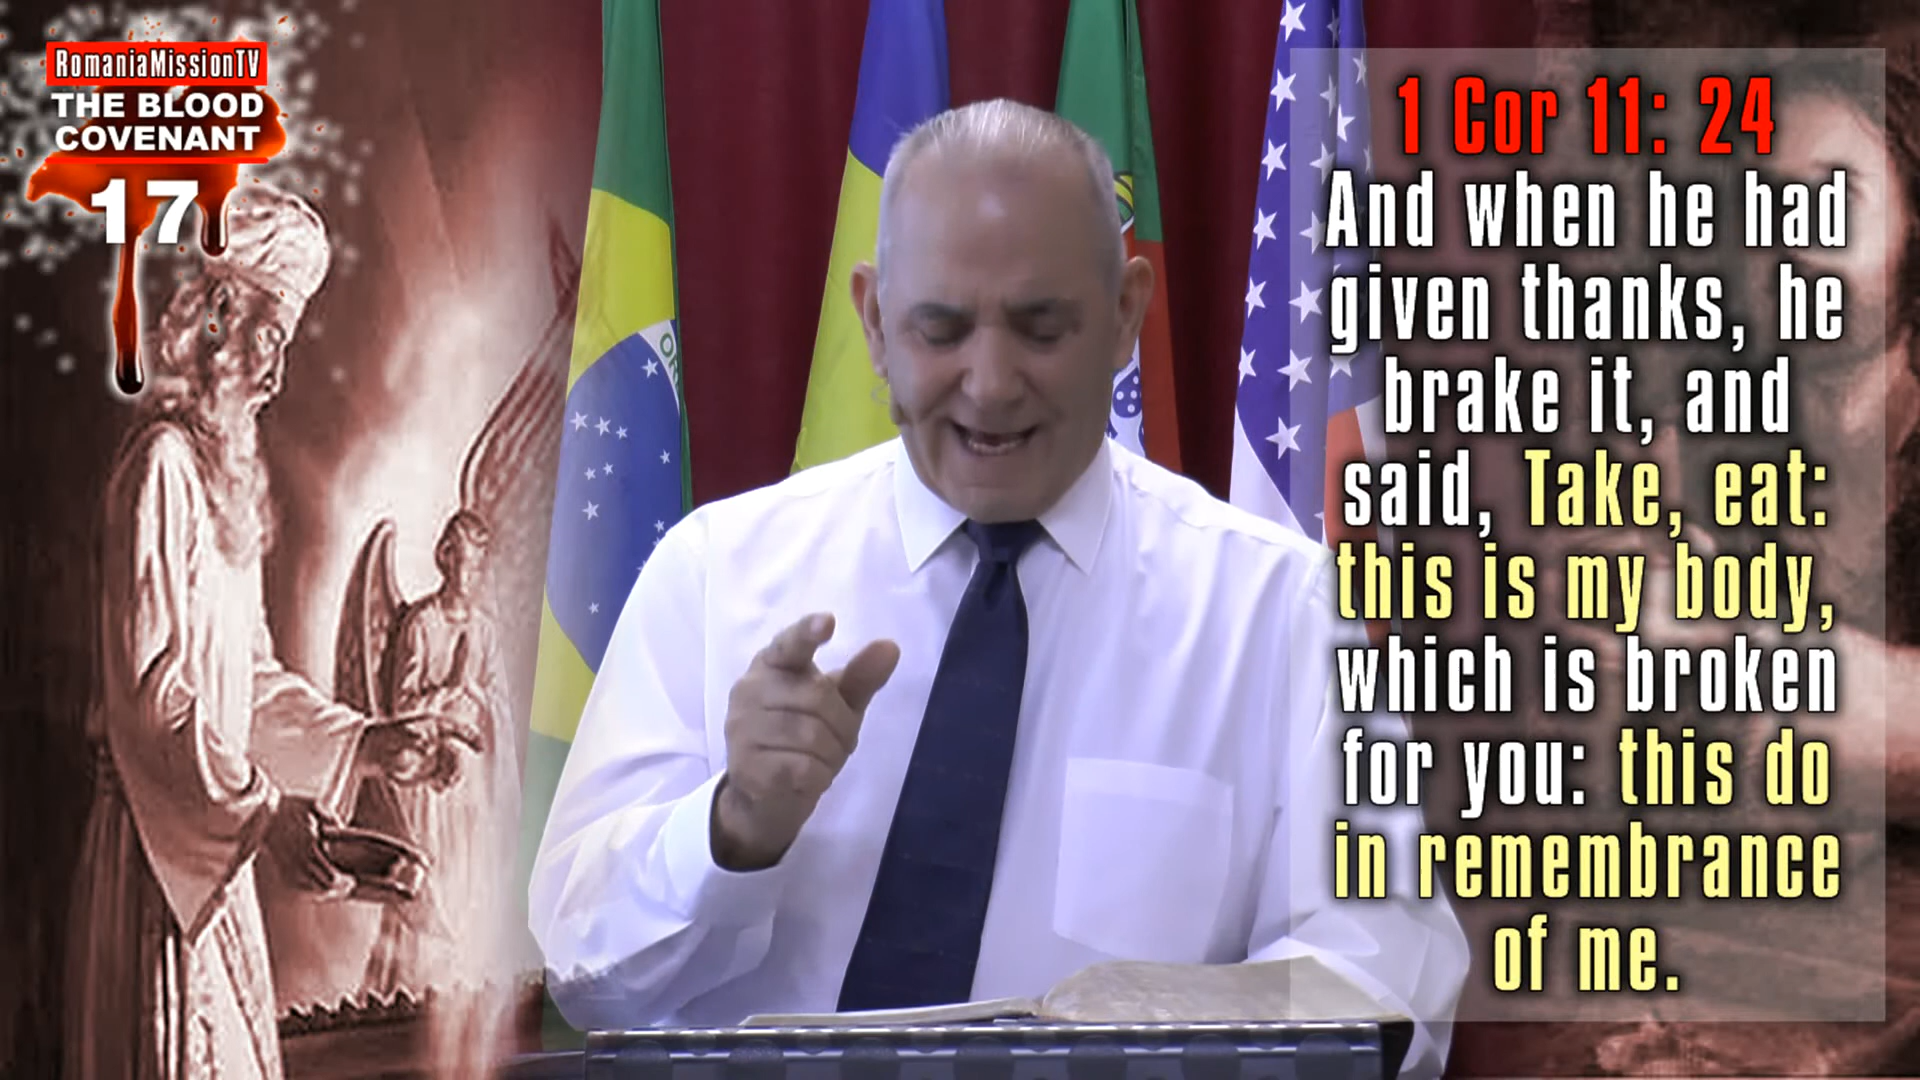 RomaniaMissionTV
THE BLOOD
COVENANT
17
1 Cor 11: 24
And when he had
given thanks, he
brake it, and
said, Take, eat:
this is my body,
which is broken
for you: this do
in remembrance
of me.